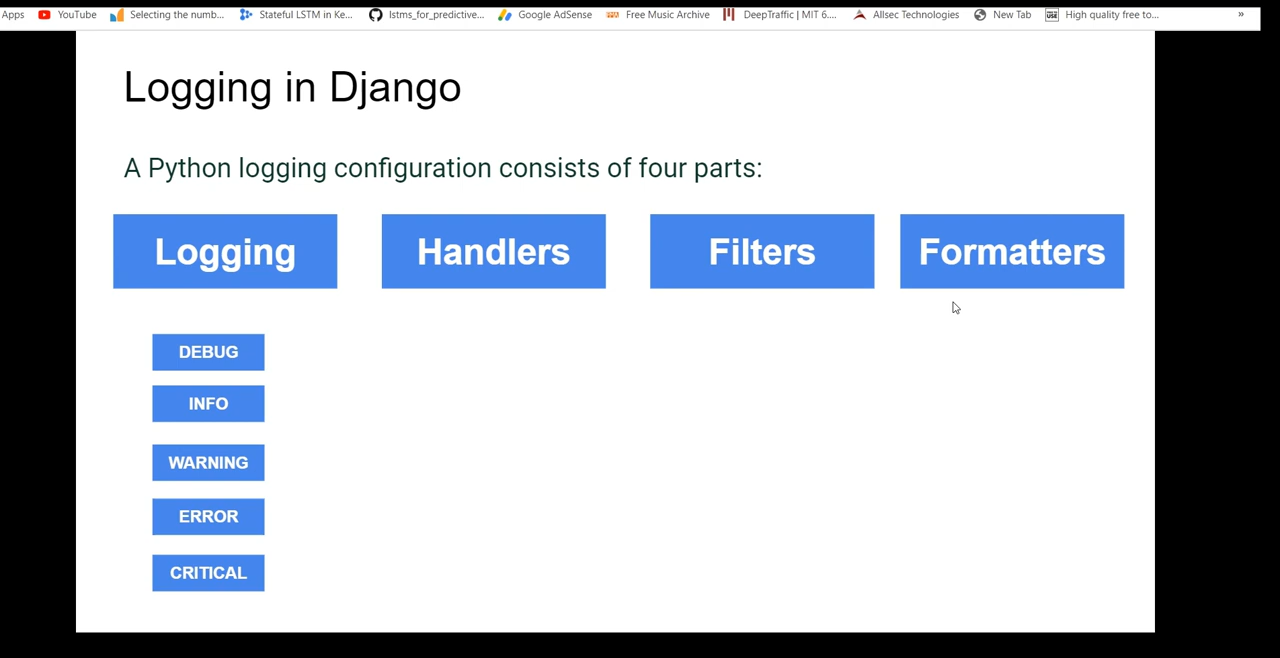 Apps YouTube Selecting the numb... Stateful LSTM in Ke... lstms_for_predictive... Google AdSense Free Music Archive DeepTraffic | MIT 6.... Allsec Technologies New Tab High quality free to... »
Logging in Django
A Python logging configuration consists of four parts:
Logging Handlers Filters Formatters
DEBUG
INFO
WARNING
ERROR
CRITICAL